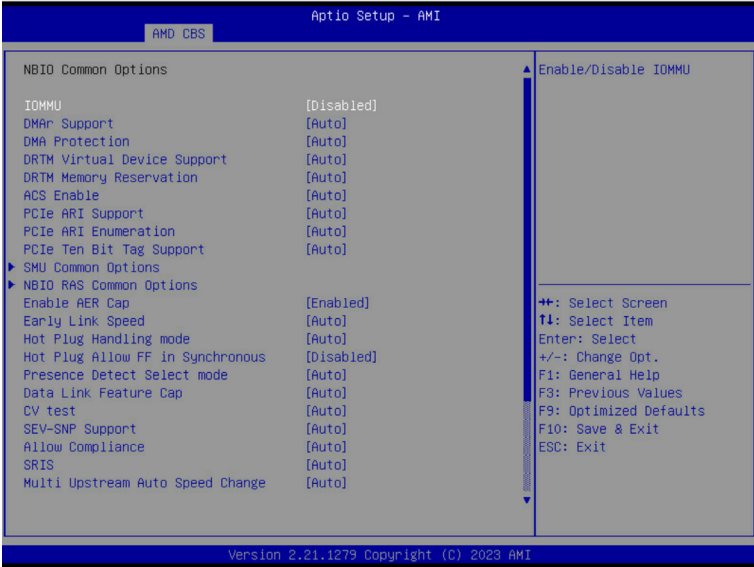 Aptio Setup – AMI
AMD CBS
NBIO Common Options
Enable/Disable IOMMU
IOMMU [Disabled]
DMAr Support [Auto]
DMA Protection [Auto]
DRTM Virtual Device Support [Auto]
DRTM Memory Reservation [Auto]
ACS Enable [Auto]
PCIe ARI Support [Auto]
PCIe ARI Enumeration [Auto]
PCIe Ten Bit Tag Support [Auto]
SMU Common Options
NBIO RAS Common Options
Enable AER Cap [Enabled]
Early Link Speed [Auto]
Hot Plug Handling mode [Auto]
Hot Plug Allow FF in Synchronous [Disabled]
Presence Detect Select mode [Auto]
Data Link Feature Cap [Auto]
CV test [Auto]
SEV-SNP Support [Auto]
Allow Compliance [Auto]
SRIS [Auto]
Multi Upstream Auto Speed Change [Auto]
→←: Select Screen
↑↓: Select Item
Enter: Select
+/-: Change Opt.
F1: General Help
F3: Previous Values
F9: Optimized Defaults
F10: Save & Exit
ESC: Exit
Version 2.21.1279 Copyright (C) 2023 AMI